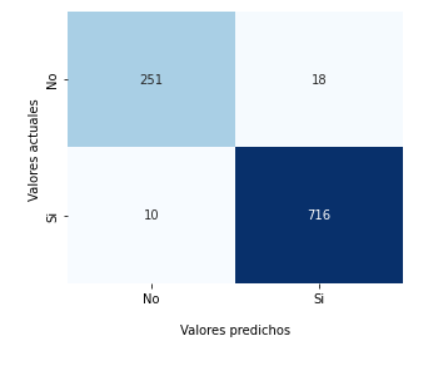 Valores actuales
No
251
18
Si
10
716
No
Si
Valores predichos